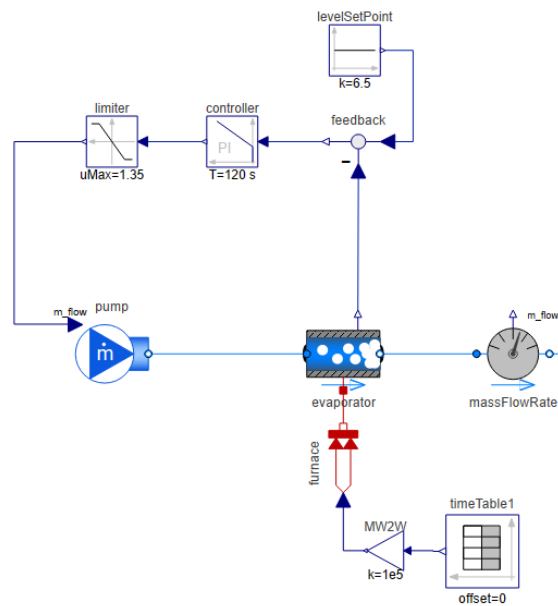 levelSetPoint
k=6.5
limiter
controller
feedback
PI
uMax=1.35
T=120 s
−
m_flow
pump
ṁ
m_flow
evaporator
massFlowRate
furnace
MW2W
timeTable1
k=1e5
offset=0